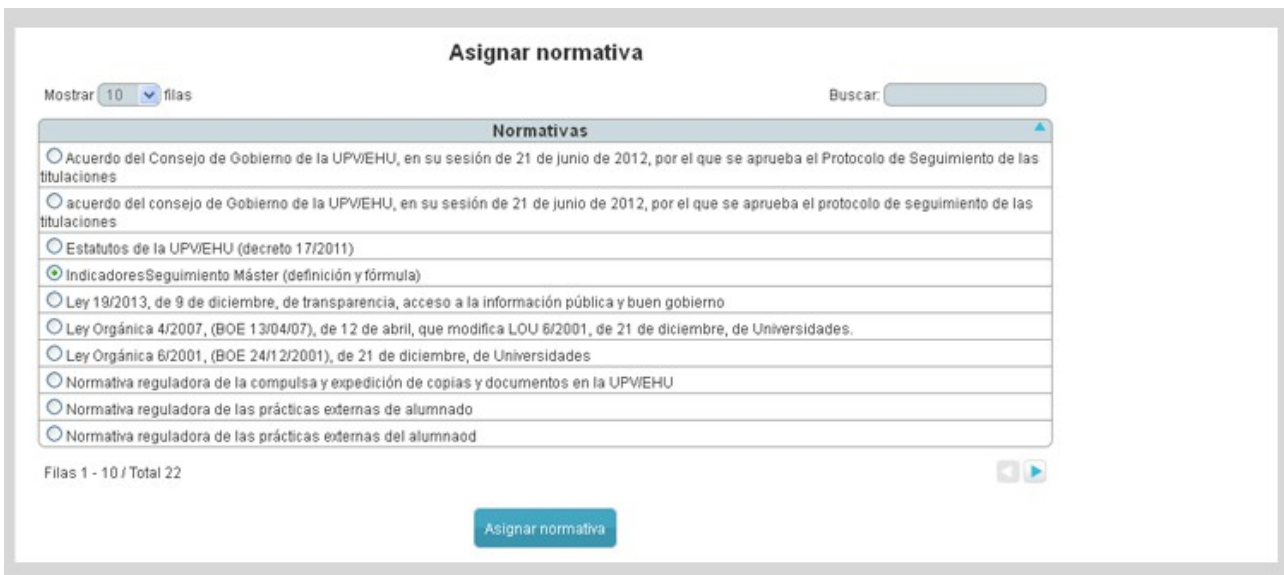 Asignar normativa
Mostrar 10 filas
Buscar:
Normativas
Acuerdo del Consejo de Gobierno de la UPV/EHU, en su sesión de 21 de junio de 2012, por el que se aprueba el Protocolo de Seguimiento de las
titulaciones
acuerdo del consejo de Gobierno de la UPV/EHU, en su sesión de 21 de junio de 2012, por el que se aprueba el protocolo de seguimiento de las
titulaciones
Estatutos de la UPV/EHU (decreto 17/2011)
IndicadoresSeguimiento Máster (definición y fórmula)
Ley 19/2013, de 9 de diciembre, de transparencia, acceso a la información pública y buen gobierno
Ley Orgánica 4/2007, (BOE 13/04/07), de 12 de abril, que modifica LOU 6/2001, de 21 de diciembre, de Universidades.
Ley Orgánica 6/2001, (BOE 24/12/2001), de 21 de diciembre, de Universidades
Normativa reguladora de la compulsa y expedición de copias y documentos en la UPV/EHU
Normativa reguladora de las prácticas externas de alumnado
Normativa reguladora de las prácticas externas del alumnaod
Filas 1 - 10 / Total 22
Asignar normativa